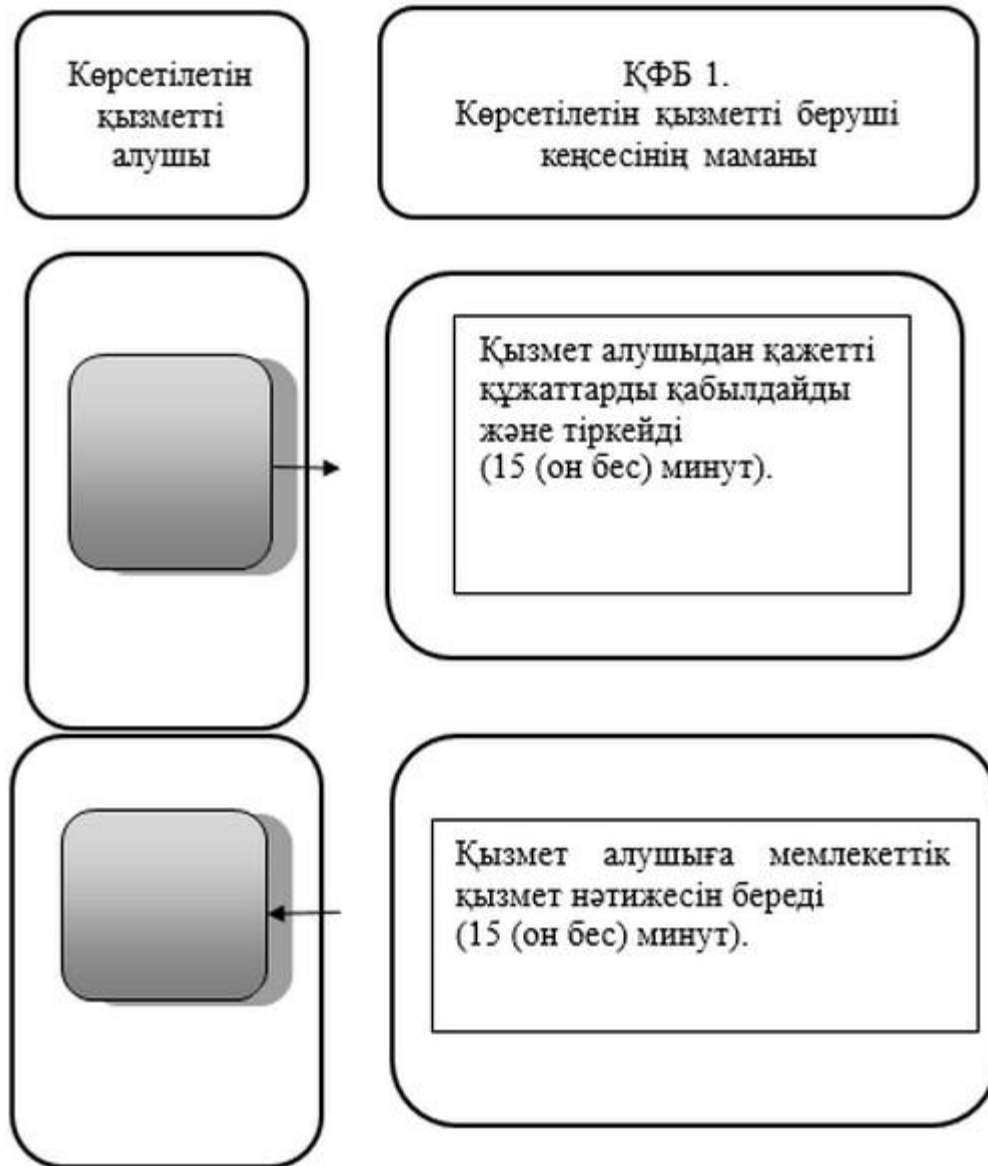 Көрсетілетін
қызметті
алушы
ҚФБ 1.
Көрсетілетін қызметті беруші
кеңсесінің маманы
Қызмет алушыдан қажетті
құжаттарды қабылдайды
және тіркейді
(15 (он бес) минут).
Қызмет алушыға мемлекеттік
қызмет нәтижесін береді
(15 (он бес) минут).